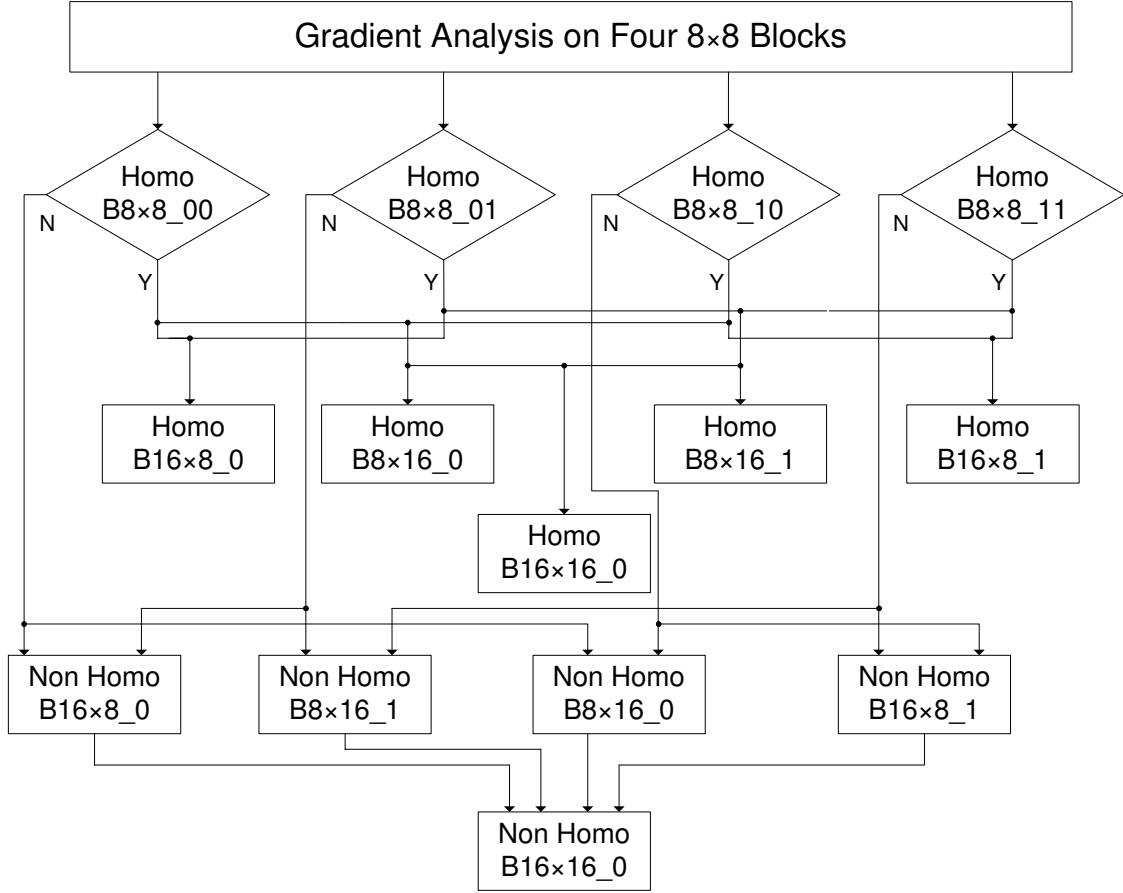 Gradient Analysis on Four 8×8 Blocks
Homo
B8×8_00
Homo
B8×8_01
Homo
B8×8_10
Homo
B8×8_11
N
N
N
N
Y
Y
Y
Y
Homo
B16×8_0
Homo
B8×16_0
Homo
B8×16_1
Homo
B16×8_1
Homo
B16×16_0
Non Homo
B16×8_0
Non Homo
B8×16_1
Non Homo
B8×16_0
Non Homo
B16×8_1
Non Homo
B16×16_0